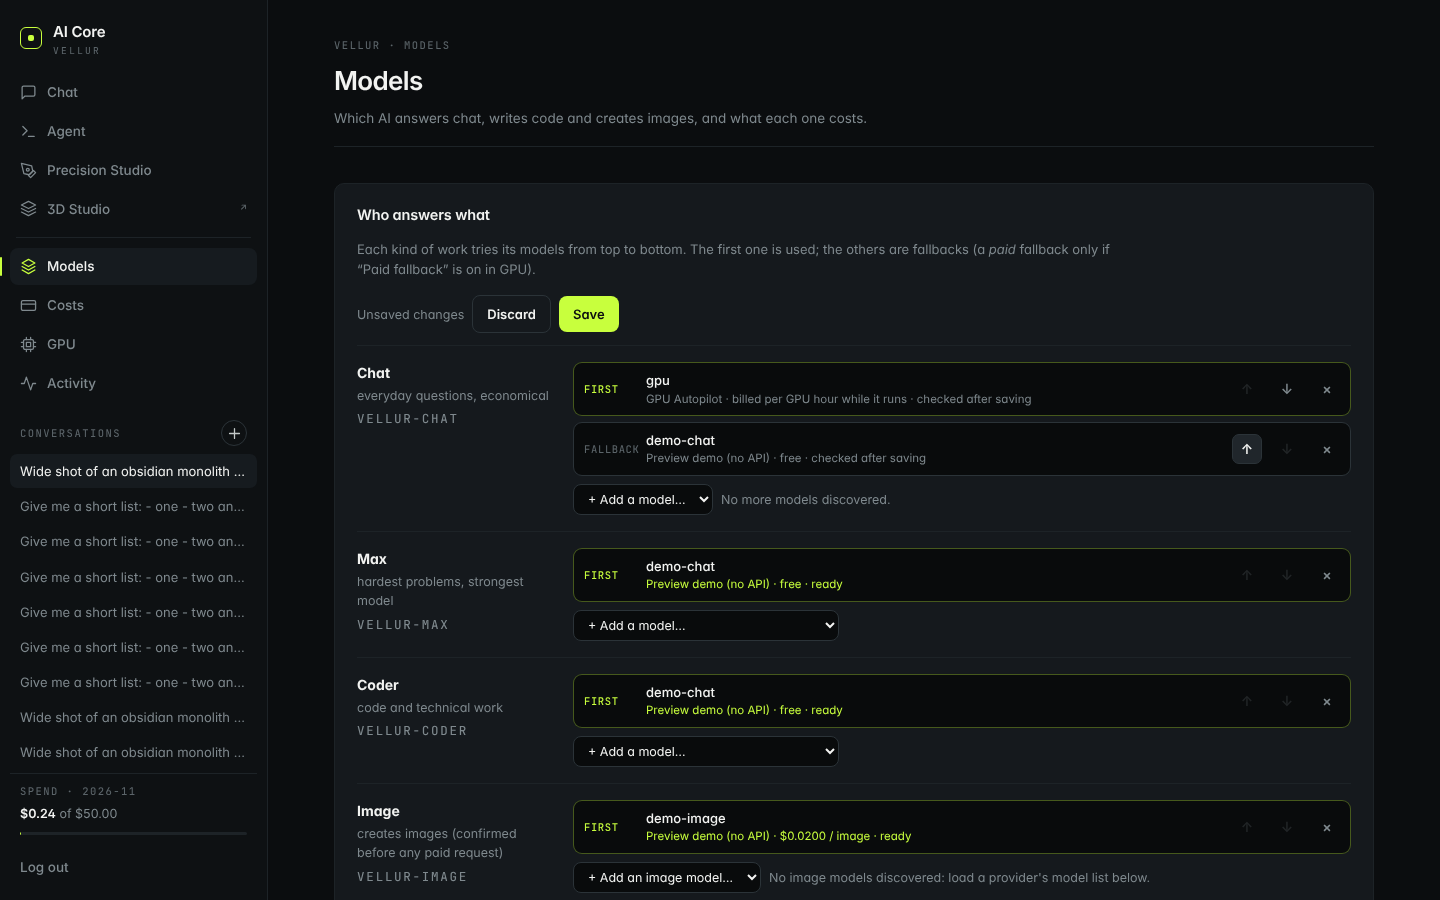 AI Core
VELLUR
Chat
Agent
Precision Studio
3D Studio
Models
Costs
GPU
Activity
CONVERSATIONS
Wide shot of an obsidian monolith ...
Give me a short list: - one - two an...
Give me a short list: - one - two an...
Give me a short list: - one - two an...
Give me a short list: - one - two an...
Give me a short list: - one - two an...
Give me a short list: - one - two an...
Wide shot of an obsidian monolith ...
Wide shot of an obsidian monolith ...
SPEND · 2026-11
$0.24 of $50.00
Log out
VELLUR · MODELS
Models
Which AI answers chat, writes code and creates images, and what each one costs.
Who answers what
Each kind of work tries its models from top to bottom. The first one is used; the others are fallbacks (a paid fallback only if
“Paid fallback” is on in GPU).
Unsaved changes Discard Save
Chat
everyday questions, economical
VELLUR-CHAT
FIRST
gpu
GPU Autopilot · billed per GPU hour while it runs · checked after saving
FALLBACK
demo-chat
Preview demo (no API) · free · checked after saving
+ Add a model... No more models discovered.
Max
hardest problems, strongest
model
VELLUR-MAX
FIRST
demo-chat
Preview demo (no API) · free · ready
+ Add a model...
Coder
code and technical work
VELLUR-CODER
FIRST
demo-chat
Preview demo (no API) · free · ready
+ Add a model...
Image
creates images (confirmed
before any paid request)
VELLUR-IMAGE
FIRST
demo-image
Preview demo (no API) · $0.0200 / image · ready
+ Add an image model... No image models discovered: load a provider's model list below.